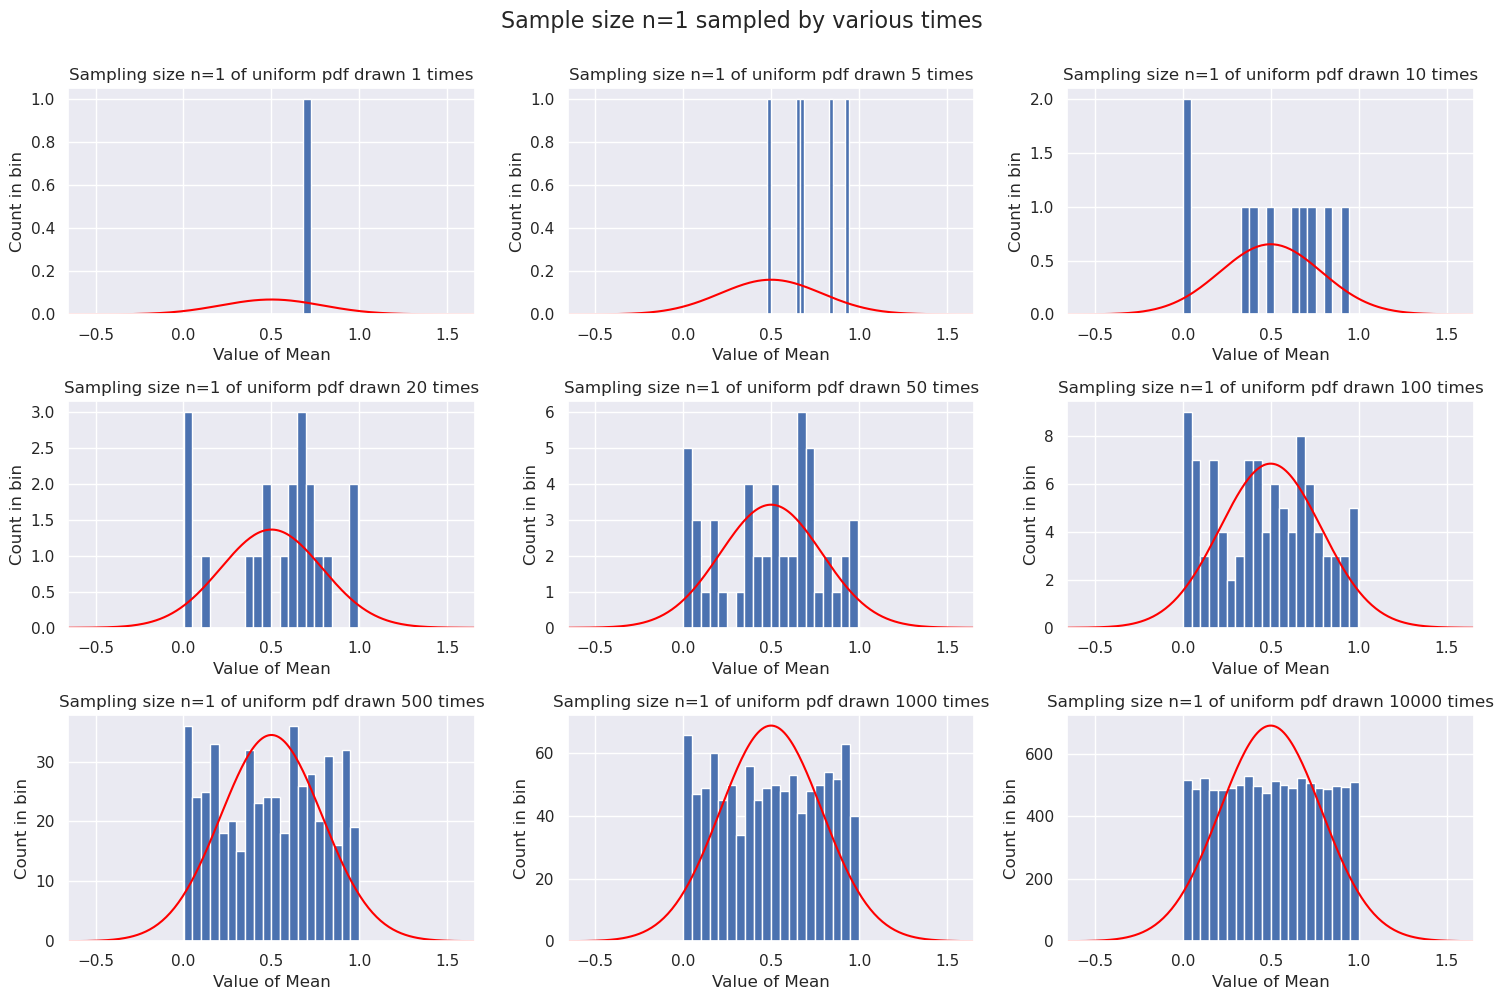 Sample size n=1 sampled by various times
Sampling size n=1 of uniform pdf drawn 1 times
Count in bin
1.0
0.8
0.6
0.4
0.2
0.0
−0.5 0.0 0.5 1.0 1.5
Value of Mean
Sampling size n=1 of uniform pdf drawn 5 times
Count in bin
1.0
0.8
0.6
0.4
0.2
0.0
−0.5 0.0 0.5 1.0 1.5
Value of Mean
Sampling size n=1 of uniform pdf drawn 10 times
Count in bin
2.0
1.5
1.0
0.5
0.0
−0.5 0.0 0.5 1.0 1.5
Value of Mean
Sampling size n=1 of uniform pdf drawn 20 times
Count in bin
3.0
2.5
2.0
1.5
1.0
0.5
0.0
−0.5 0.0 0.5 1.0 1.5
Value of Mean
Sampling size n=1 of uniform pdf drawn 50 times
Count in bin
6
5
4
3
2
1
0
−0.5 0.0 0.5 1.0 1.5
Value of Mean
Sampling size n=1 of uniform pdf drawn 100 times
Count in bin
8
6
4
2
0
−0.5 0.0 0.5 1.0 1.5
Value of Mean
Sampling size n=1 of uniform pdf drawn 500 times
Count in bin
30
20
10
0
−0.5 0.0 0.5 1.0 1.5
Value of Mean
Sampling size n=1 of uniform pdf drawn 1000 times
Count in bin
60
40
20
0
−0.5 0.0 0.5 1.0 1.5
Value of Mean
Sampling size n=1 of uniform pdf drawn 10000 times
Count in bin
600
400
200
0
−0.5 0.0 0.5 1.0 1.5
Value of Mean